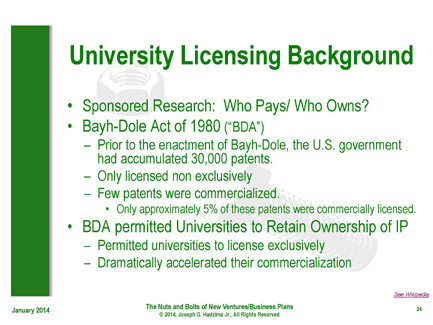 University Licensing Background
• Sponsored Research: Who Pays/ Who Owns?
• Bayh-Dole Act of 1980 ("BDA")
– Prior to the enactment of Bayh-Dole, the U.S. government
had accumulated 30,000 patents.
– Only licensed non exclusively
– Few patents were commercialized.
• Only approximately 5% of these patents were commercially licensed.
• BDA permitted Universities to Retain Ownership of IP
– Permitted universities to license exclusively
– Dramatically accelerated their commercialization
See Wikipedia
January 2014
The Nuts and Bolts of New Ventures/Business Plans
© 2014, Joseph G. Hadzima Jr., All Rights Reserved
24